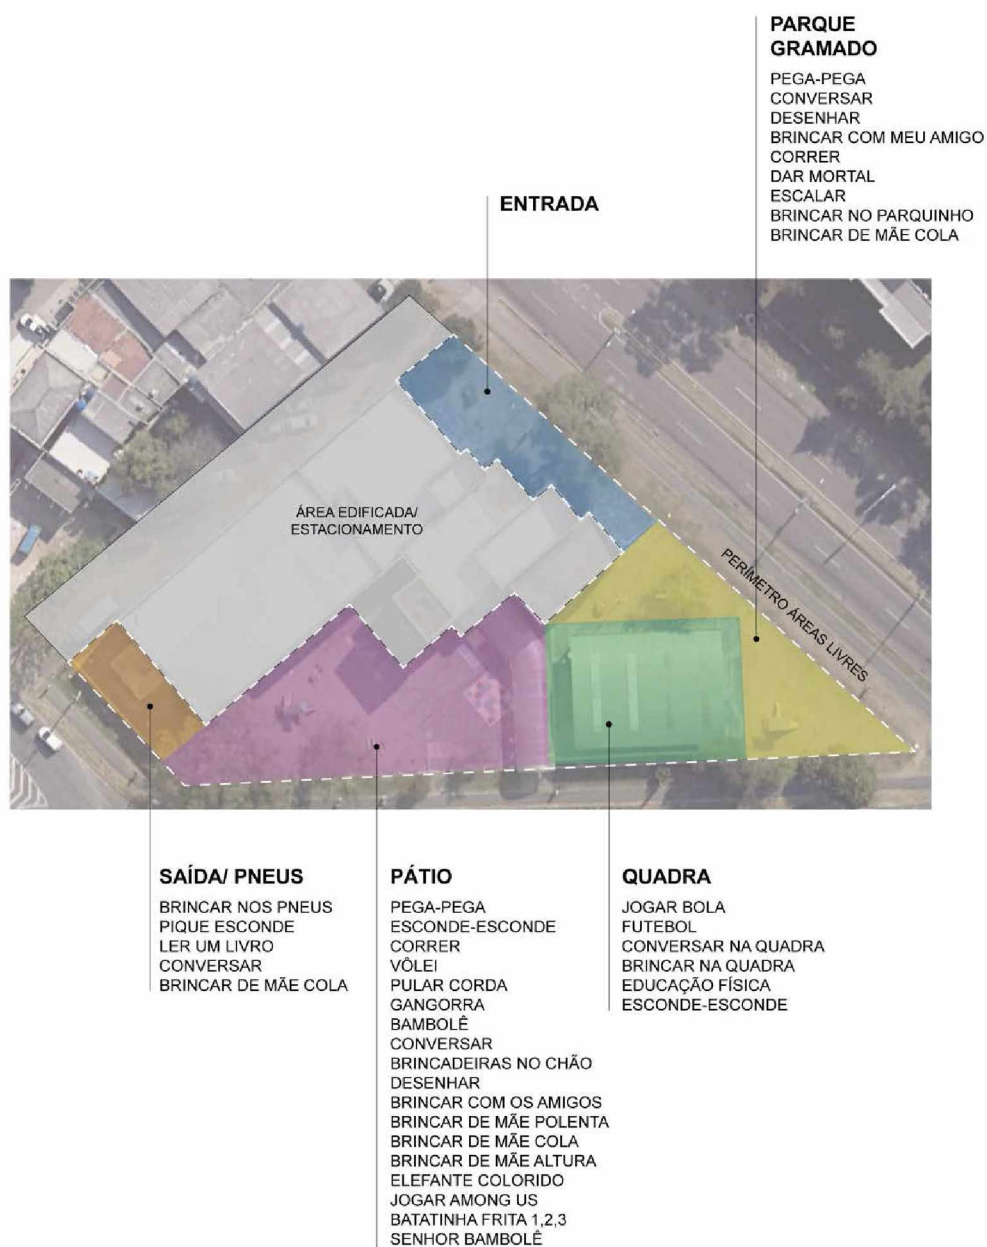 PARQUE
GRAMADO
PEGA-PEGA
CONVERSAR
DESENHAR
BRINCAR COM MEU AMIGO
CORRER
DAR MORTAL
ESCALAR
BRINCAR NO PARQUINHO
BRINCAR DE MÃE COLA
ENTRADA
ÁREA EDIFICADA/
ESTACIONAMENTO
PERÍMETRO ÁREAS LIVRES
SAÍDA/ PNEUS
BRINCAR NOS PNEUS
PIQUE ESCONDE
LER UM LIVRO
CONVERSAR
BRINCAR DE MÃE COLA
PÁTIO
PEGA-PEGA
ESCONDE-ESCONDE
CORRER
VÔLEI
PULAR CORDA
GANGORRA
BAMBOLÊ
CONVERSAR
BRINCADEIRAS NO CHÃO
DESENHAR
BRINCAR COM OS AMIGOS
BRINCAR DE MÃE POLENTA
BRINCAR DE MÃE COLA
BRINCAR DE MÃE ALTURA
ELEFANTE COLORIDO
JOGAR AMONG US
BATATINHA FRITA 1,2,3
SENHOR BAMBOLÊ
QUADRA
JOGAR BOLA
FUTEBOL
CONVERSAR NA QUADRA
BRINCAR NA QUADRA
EDUCAÇÃO FÍSICA
ESCONDE-ESCONDE